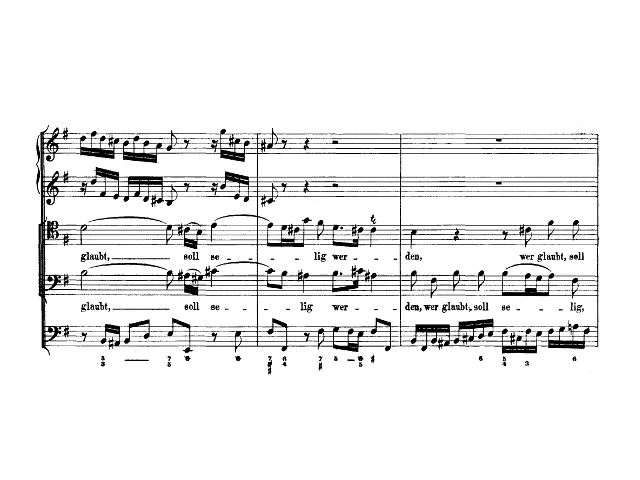 glaubt, soll se - - - lig wer - - den, wer glaubt, soll
glaubt, soll se - - - lig wer - - den, wer glaubt, soll se - - - lig,